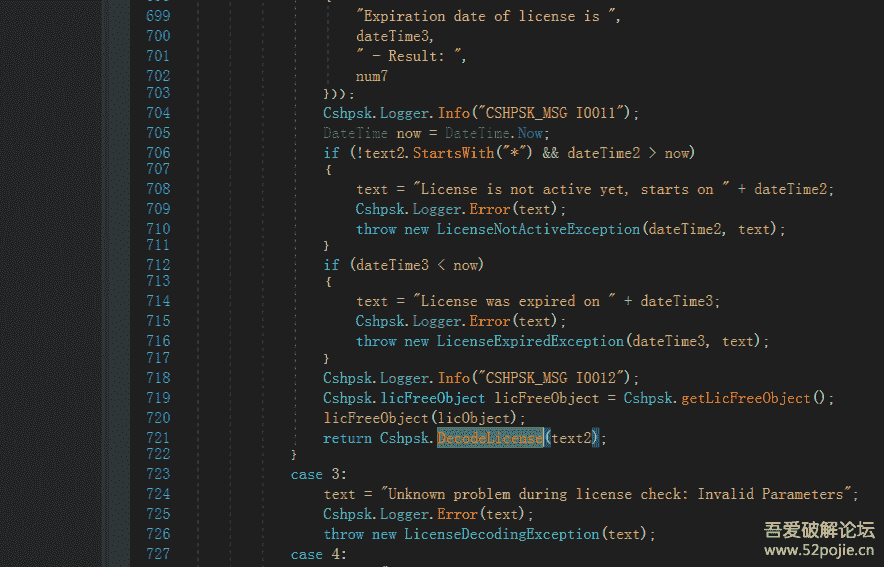 699 "Expiration date of license is ",
700 dateTime3,
701 " - Result: ",
702 num7
703 }));
704 Cshpsk.Logger.Info("CSHPSK_MSG I0011");
705 DateTime now = DateTime.Now;
706 if (!text2.StartsWith("*") && dateTime2 > now)
707 {
708 text = "License is not active yet, starts on " + dateTime2;
709 Cshpsk.Logger.Error(text);
710 throw new LicenseNotActiveException(dateTime2, text);
711 }
712 if (dateTime3 < now)
713 {
714 text = "License was expired on " + dateTime3;
715 Cshpsk.Logger.Error(text);
716 throw new LicenseExpiredException(dateTime3, text);
717 }
718 Cshpsk.Logger.Info("CSHPSK_MSG I0012");
719 Cshpsk.licFreeObject licFreeObject = Cshpsk.getLicFreeObject();
720 licFreeObject(licObject);
721 return Cshpsk.DecodeLicense(text2);
722 }
723 case 3:
724 text = "Unknown problem during license check: Invalid Parameters";
725 Cshpsk.Logger.Error(text);
726 throw new LicenseDecodingException(text);
727 case 4:
吾爱破解论坛
www.52pojie.cn